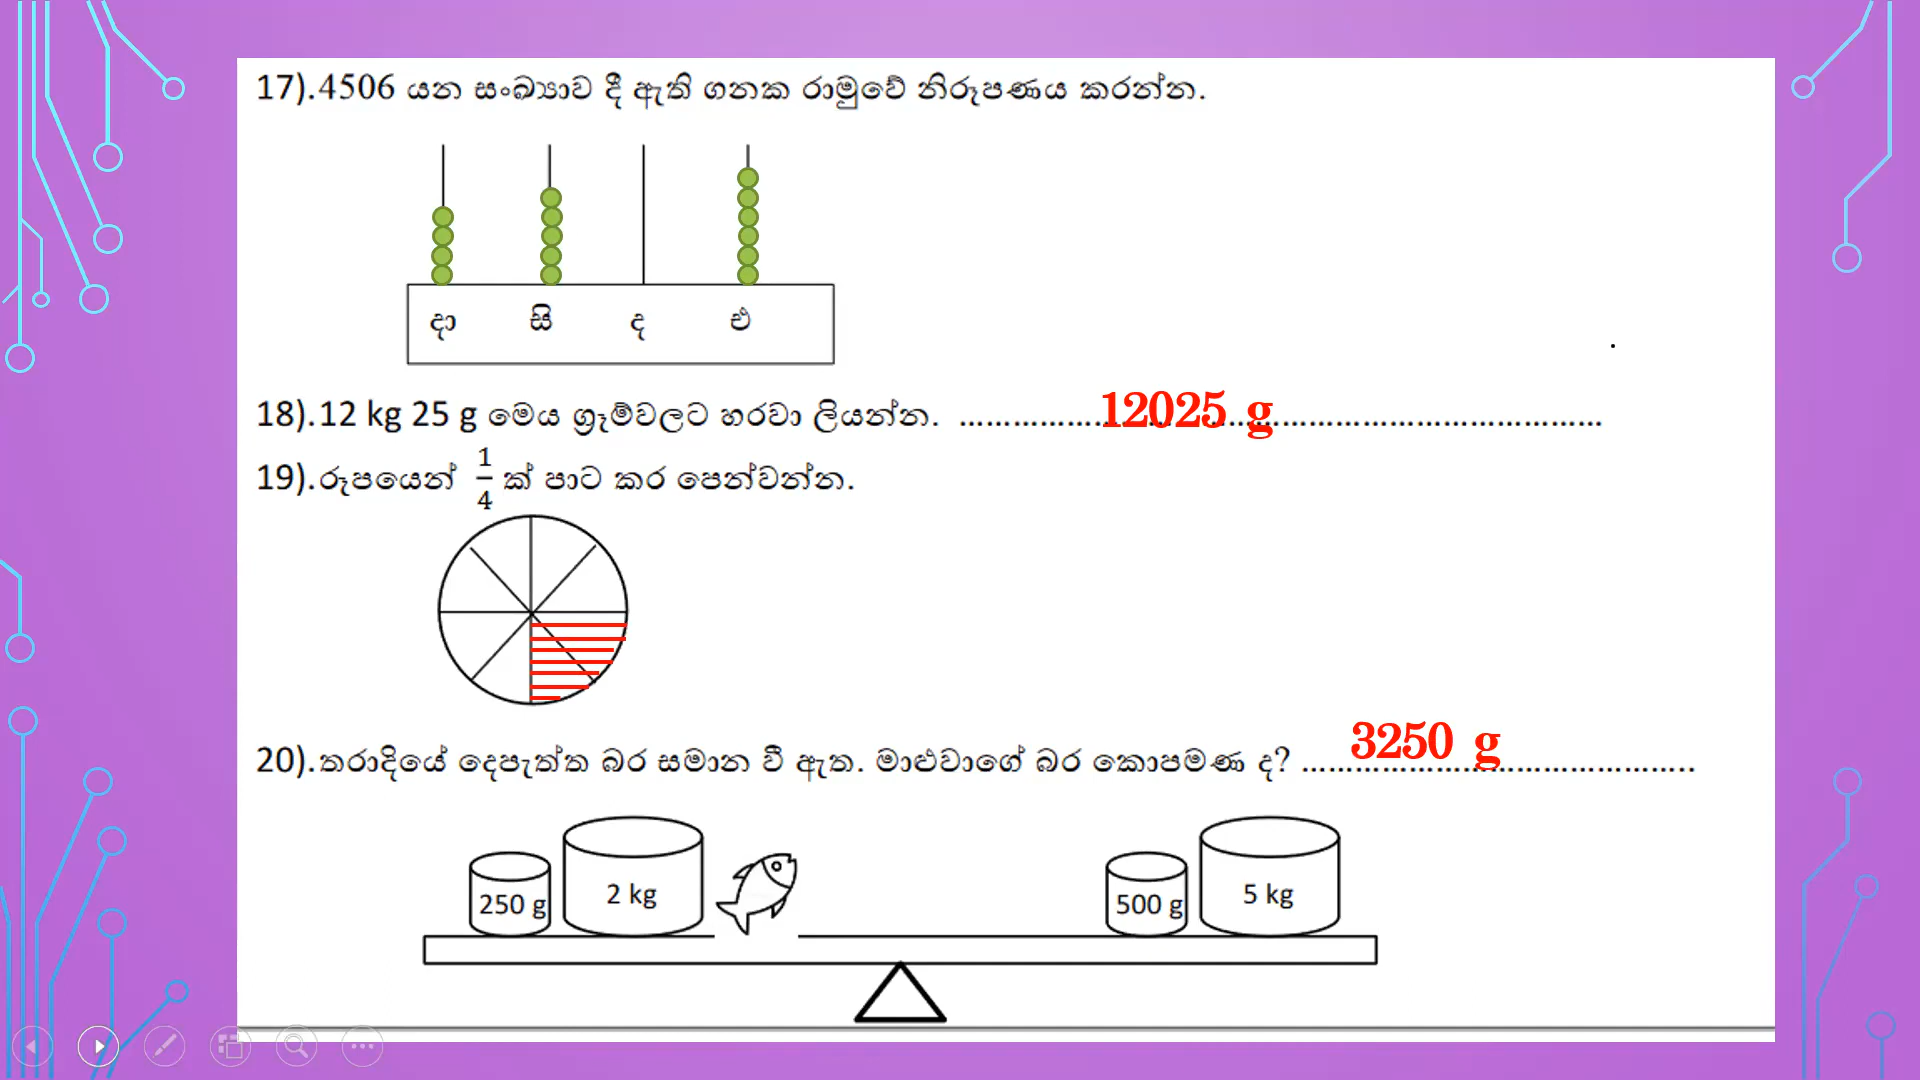 17).4506 යන සංඛ්‍යාව දී ඇති ගනක රාමුවේ නිරූපණය කරන්න.
දා සි ද එ
18).12 kg 25 g මෙය ග්‍රෑම්වලට හරවා ලියන්න. ……………12025 g……………………………
19).රූපයෙන් 1/4 ක් පාට කර පෙන්වන්න.
20).තරාදියේ දෙපැත්ත බර සමාන වී ඇත. මාළුවාගේ බර කොපමණ ද? ……3250 g……………………..
250 g 2 kg 500 g 5 kg